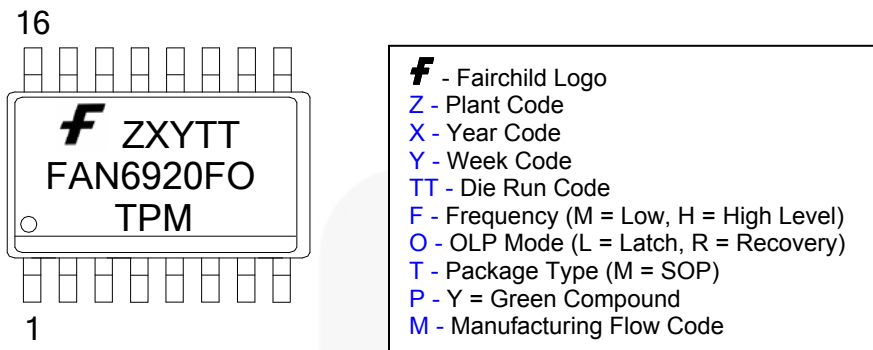 16
ZXYTT
FAN6920FO
TPM
1
- Fairchild Logo
Z - Plant Code
X - Year Code
Y - Week Code
TT - Die Run Code
F - Frequency (M = Low, H = High Level)
O - OLP Mode (L = Latch, R = Recovery)
T - Package Type (M = SOP)
P - Y = Green Compound
M - Manufacturing Flow Code